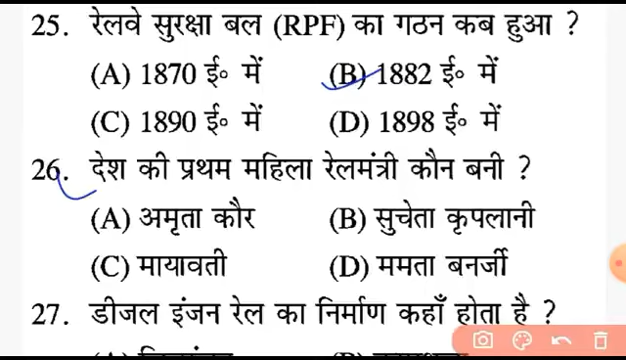 25. रेलवे सुरक्षा बल (RPF) का गठन कब हुआ ?
(A) 1870 ई० में (B) 1882 ई० में
(C) 1890 ई० में (D) 1898 ई० में
26. देश की प्रथम महिला रेलमंत्री कौन बनी ?
(A) अमृता कौर (B) सुचेता कृपलानी
(C) मायावती (D) ममता बनर्जी
27. डीजल इंजन रेल का निर्माण कहाँ होता है ?